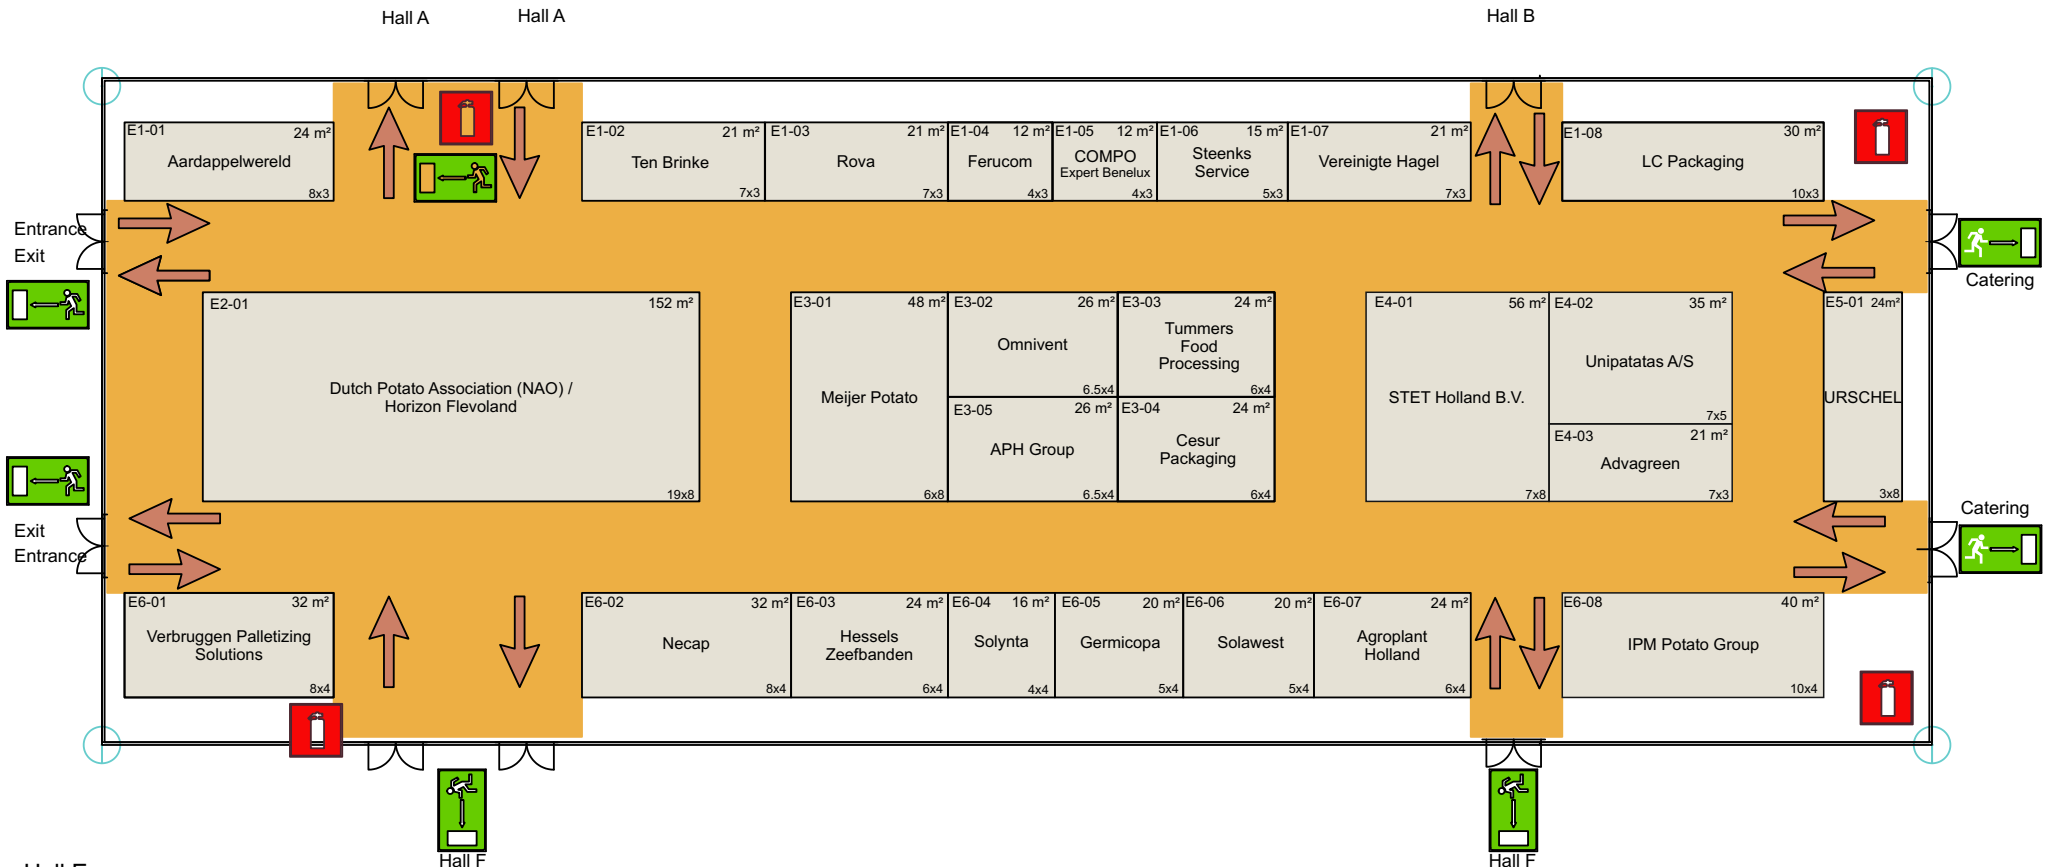 Hall A
Hall A
Hall B
E1-01 24 m²
Aardappelwereld
8x3
E1-02 21 m²
Ten Brinke
7x3
E1-03 21 m²
Rova
7x3
E1-04 12 m²
Ferucom
4x3
E1-05 12 m²
COMPO
Expert Benelux
4x3
E1-06 15 m²
Steenks
Service
5x3
E1-07 21 m²
Vereinigte Hagel
7x3
E1-08 30 m²
LC Packaging
10x3
Entrance
Exit
Catering
E2-01 152 m²
Dutch Potato Association (NAO) /
Horizon Flevoland
19x8
E3-01 48 m²
Meijer Potato
6x8
E3-02 26 m²
Omnivent
6.5x4
E3-03 24 m²
Tummers
Food
Processing
6x4
E3-05 26 m²
APH Group
6.5x4
E3-04 24 m²
Cesur
Packaging
6x4
E4-01 56 m²
STET Holland B.V.
7x8
E4-02 35 m²
Unipatatas A/S
7x5
E4-03 21 m²
Advagreen
7x3
E5-01 24m²
URSCHEL
3x8
Exit
Entrance
Catering
E6-01 32 m²
Verbruggen Palletizing
Solutions
8x4
E6-02 32 m²
Necap
8x4
E6-03 24 m²
Hessels
Zeefbanden
6x4
E6-04 16 m²
Solynta
4x4
E6-05 20 m²
Germicopa
5x4
E6-06 20 m²
Solawest
5x4
E6-07 24 m²
Agroplant
Holland
6x4
E6-08 40 m²
IPM Potato Group
10x4
Hall F
Hall F
Hall E